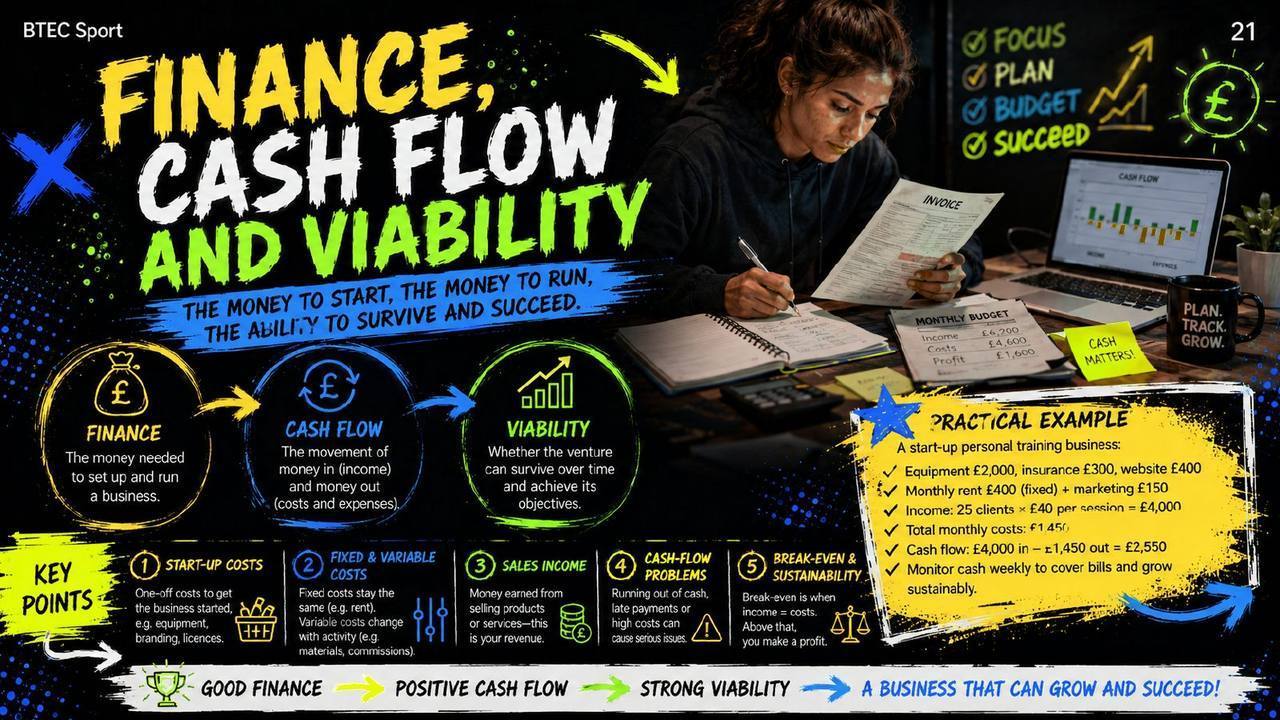 BTEC Sport
21
FINANCE,
CASH FLOW
AND VIABILITY
THE MONEY TO START, THE MONEY TO RUN,
THE ABILITY TO SURVIVE AND SUCCEED.
FOCUS
PLAN
BUDGET
SUCCEED
£
CASH FLOW
INCOME
EXPENSES
INVOICE
MONTHLY BUDGET
Income £6,200
Costs £4,600
Profit £1,600
CASH
MATTERS!
PLAN.
TRACK.
GROW.
£
FINANCE
The money needed
to set up and run
a business.
£
CASH FLOW
The movement of
money in (income)
and money out
(costs and expenses).
VIABILITY
Whether the venture
can survive over time
and achieve its
objectives.
PRACTICAL EXAMPLE
A start-up personal training business:
Equipment £2,000, insurance £300, website £400
Monthly rent £400 (fixed) + marketing £150
Income: 25 clients × £40 per session = £4,000
Total monthly costs: £1,450
Cash flow: £4,000 in – £1,450 out = £2,550
Monitor cash weekly to cover bills and grow
sustainably.
KEY
POINTS
1 START-UP COSTS
One-off costs to get
the business started,
e.g. equipment,
branding, licences.
2 FIXED & VARIABLE
COSTS
Fixed costs stay the
same (e.g. rent).
Variable costs change
with activity (e.g.
materials, commissions).
3 SALES INCOME
Money earned from
selling products
or services—this
is your revenue.
£
4 CASH-FLOW
PROBLEMS
Running out of cash,
late payments or
high costs can
cause serious issues.
5 BREAK-EVEN &
SUSTAINABILITY
Break-even is when
income = costs.
Above that,
you make a profit.
GOOD FINANCE POSITIVE CASH FLOW STRONG VIABILITY A BUSINESS THAT CAN GROW AND SUCCEED!